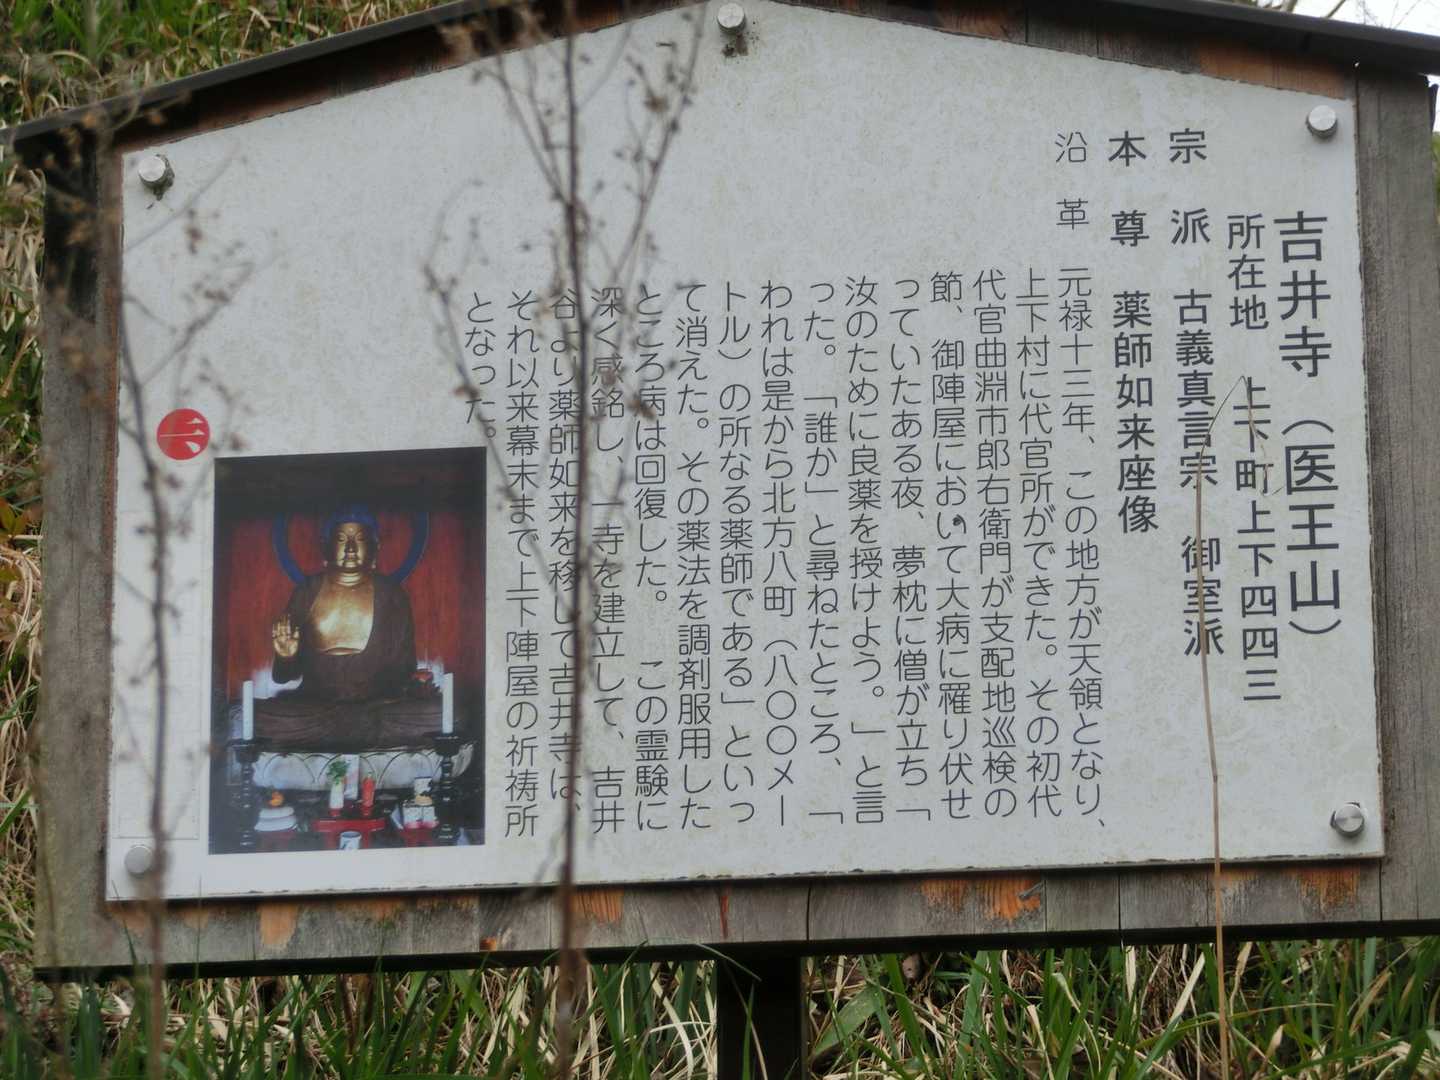 吉井寺（医王山）
所在地　上下町上下四四三
宗　派　古義真言宗　御室派
本　尊　薬師如来座像
沿　革　元禄十三年、この地方が天領となり、
上下村に代官所ができた。その初代
代官曲淵市郎右衛門が支配地巡検の
節、御陣屋において大病に罹り伏せ
っていたある夜、夢枕に僧が立ち「
汝のために良薬を授けよう。」と言
った。「誰か」と尋ねたところ、「
われは是から北方八町（八〇〇メー
トル）の所なる薬師である」といっ
て消えた。その薬法を調剤服用した
ところ病は回復した。　この霊験に
深く感銘し、一寺を建立して、吉井
谷より薬師如来を移して吉井寺は、
それ以来幕末まで上下陣屋の祈祷所
となった。